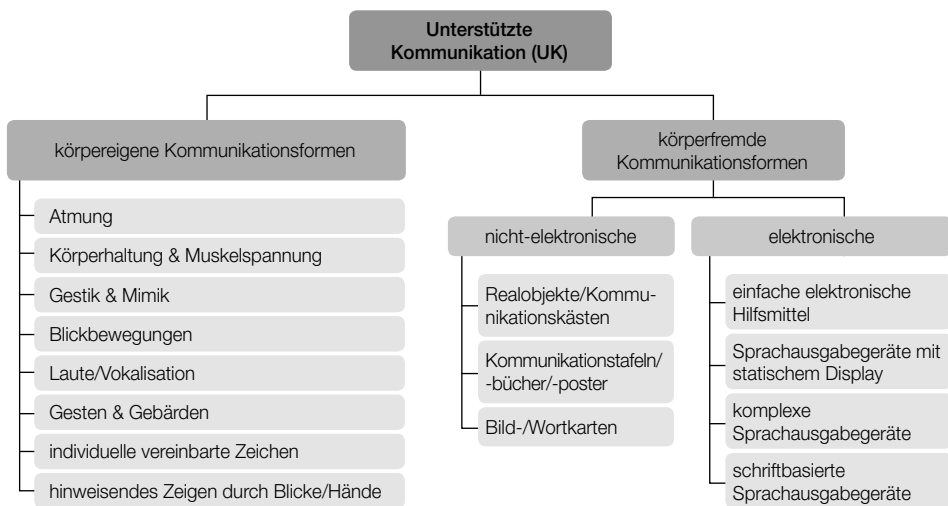 Unterstützte
Kommunikation (UK)
körpereigene Kommunikationsformen
Atmung
Körperhaltung & Muskelspannung
Gestik & Mimik
Blickbewegungen
Laute/Vokalisation
Gesten & Gebärden
individuelle vereinbarte Zeichen
hinweisendes Zeigen durch Blicke/Hände
körperfremde
Kommunikationsformen
nicht-elektronische
Realobjekte/Kommu-
nikationskästen
Kommunikationstafeln/
-bücher/-poster
Bild-/Wortkarten
elektronische
einfache elektronische
Hilfsmittel
Sprachausgabegeräte mit
statischem Display
komplexe
Sprachausgabegeräte
schriftbasierte
Sprachausgabegeräte